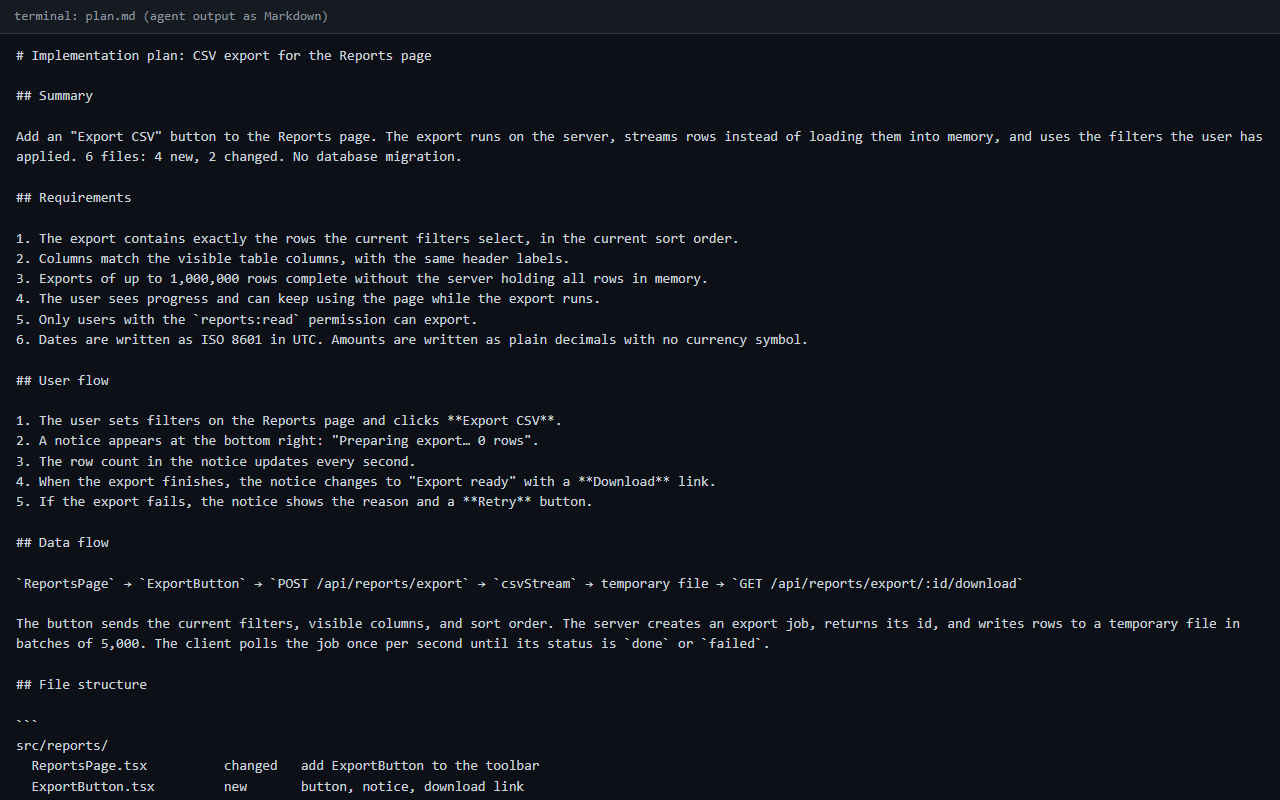 terminal: plan.md (agent output as Markdown)
# Implementation plan: CSV export for the Reports page
## Summary
Add an "Export CSV" button to the Reports page. The export runs on the server, streams rows instead of loading them into memory, and uses the filters the user has
applied. 6 files: 4 new, 2 changed. No database migration.
## Requirements
1. The export contains exactly the rows the current filters select, in the current sort order.
2. Columns match the visible table columns, with the same header labels.
3. Exports of up to 1,000,000 rows complete without the server holding all rows in memory.
4. The user sees progress and can keep using the page while the export runs.
5. Only users with the `reports:read` permission can export.
6. Dates are written as ISO 8601 in UTC. Amounts are written as plain decimals with no currency symbol.
## User flow
1. The user sets filters on the Reports page and clicks **Export CSV**.
2. A notice appears at the bottom right: "Preparing export… 0 rows".
3. The row count in the notice updates every second.
4. When the export finishes, the notice changes to "Export ready" with a **Download** link.
5. If the export fails, the notice shows the reason and a **Retry** button.
## Data flow
`ReportsPage` → `ExportButton` → `POST /api/reports/export` → `csvStream` → temporary file → `GET /api/reports/export/:id/download`
The button sends the current filters, visible columns, and sort order. The server creates an export job, returns its id, and writes rows to a temporary file in
batches of 5,000. The client polls the job once per second until its status is `done` or `failed`.
## File structure
```
src/reports/
  ReportsPage.tsx          changed   add ExportButton to the toolbar
  ExportButton.tsx         new       button, notice, download link